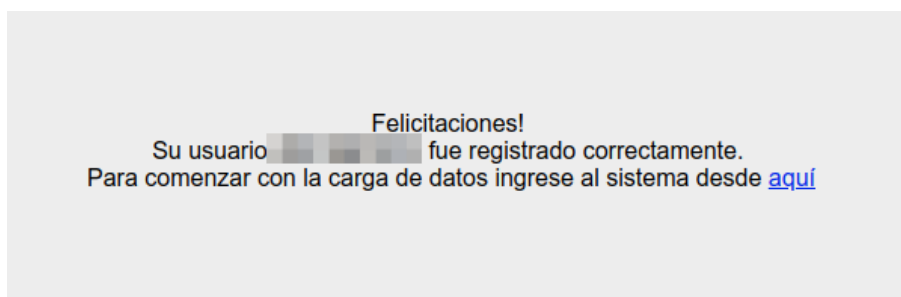 Felicitaciones!
Su usuario fue registrado correctamente.
Para comenzar con la carga de datos ingrese al sistema desde aquí